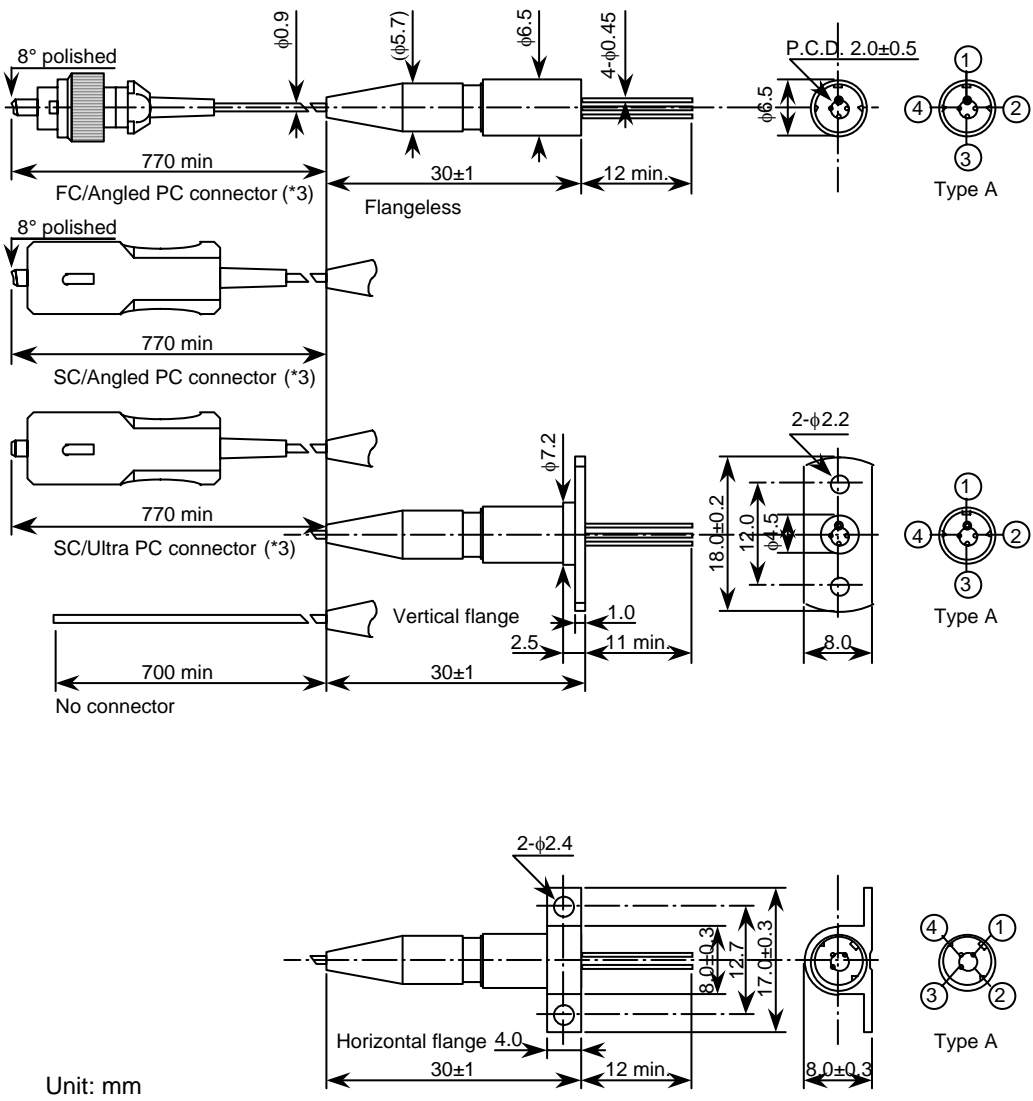 8° polished
ϕ0.9
(ϕ5.7)
ϕ6.5
4-ϕ0.45
P.C.D. 2.0±0.5
ϕ6.5
1
4
2
3
Type A
770 min
30±1
12 min.
FC/Angled PC connector (*3)
Flangeless
8° polished
770 min
SC/Angled PC connector (*3)
ϕ7.2
2-ϕ2.2
18.0±0.2
12.0
ϕ4.5
1
4
2
3
Type A
770 min
SC/Ultra PC connector (*3)
Vertical flange
1.0
2.5
11 min.
8.0
700 min
30±1
No connector
2-ϕ2.4
8.0±0.3
12.7
17.0±0.3
4
1
3
2
Type A
Horizontal flange
4.0
30±1
12 min.
8.0±0.3
Unit: mm